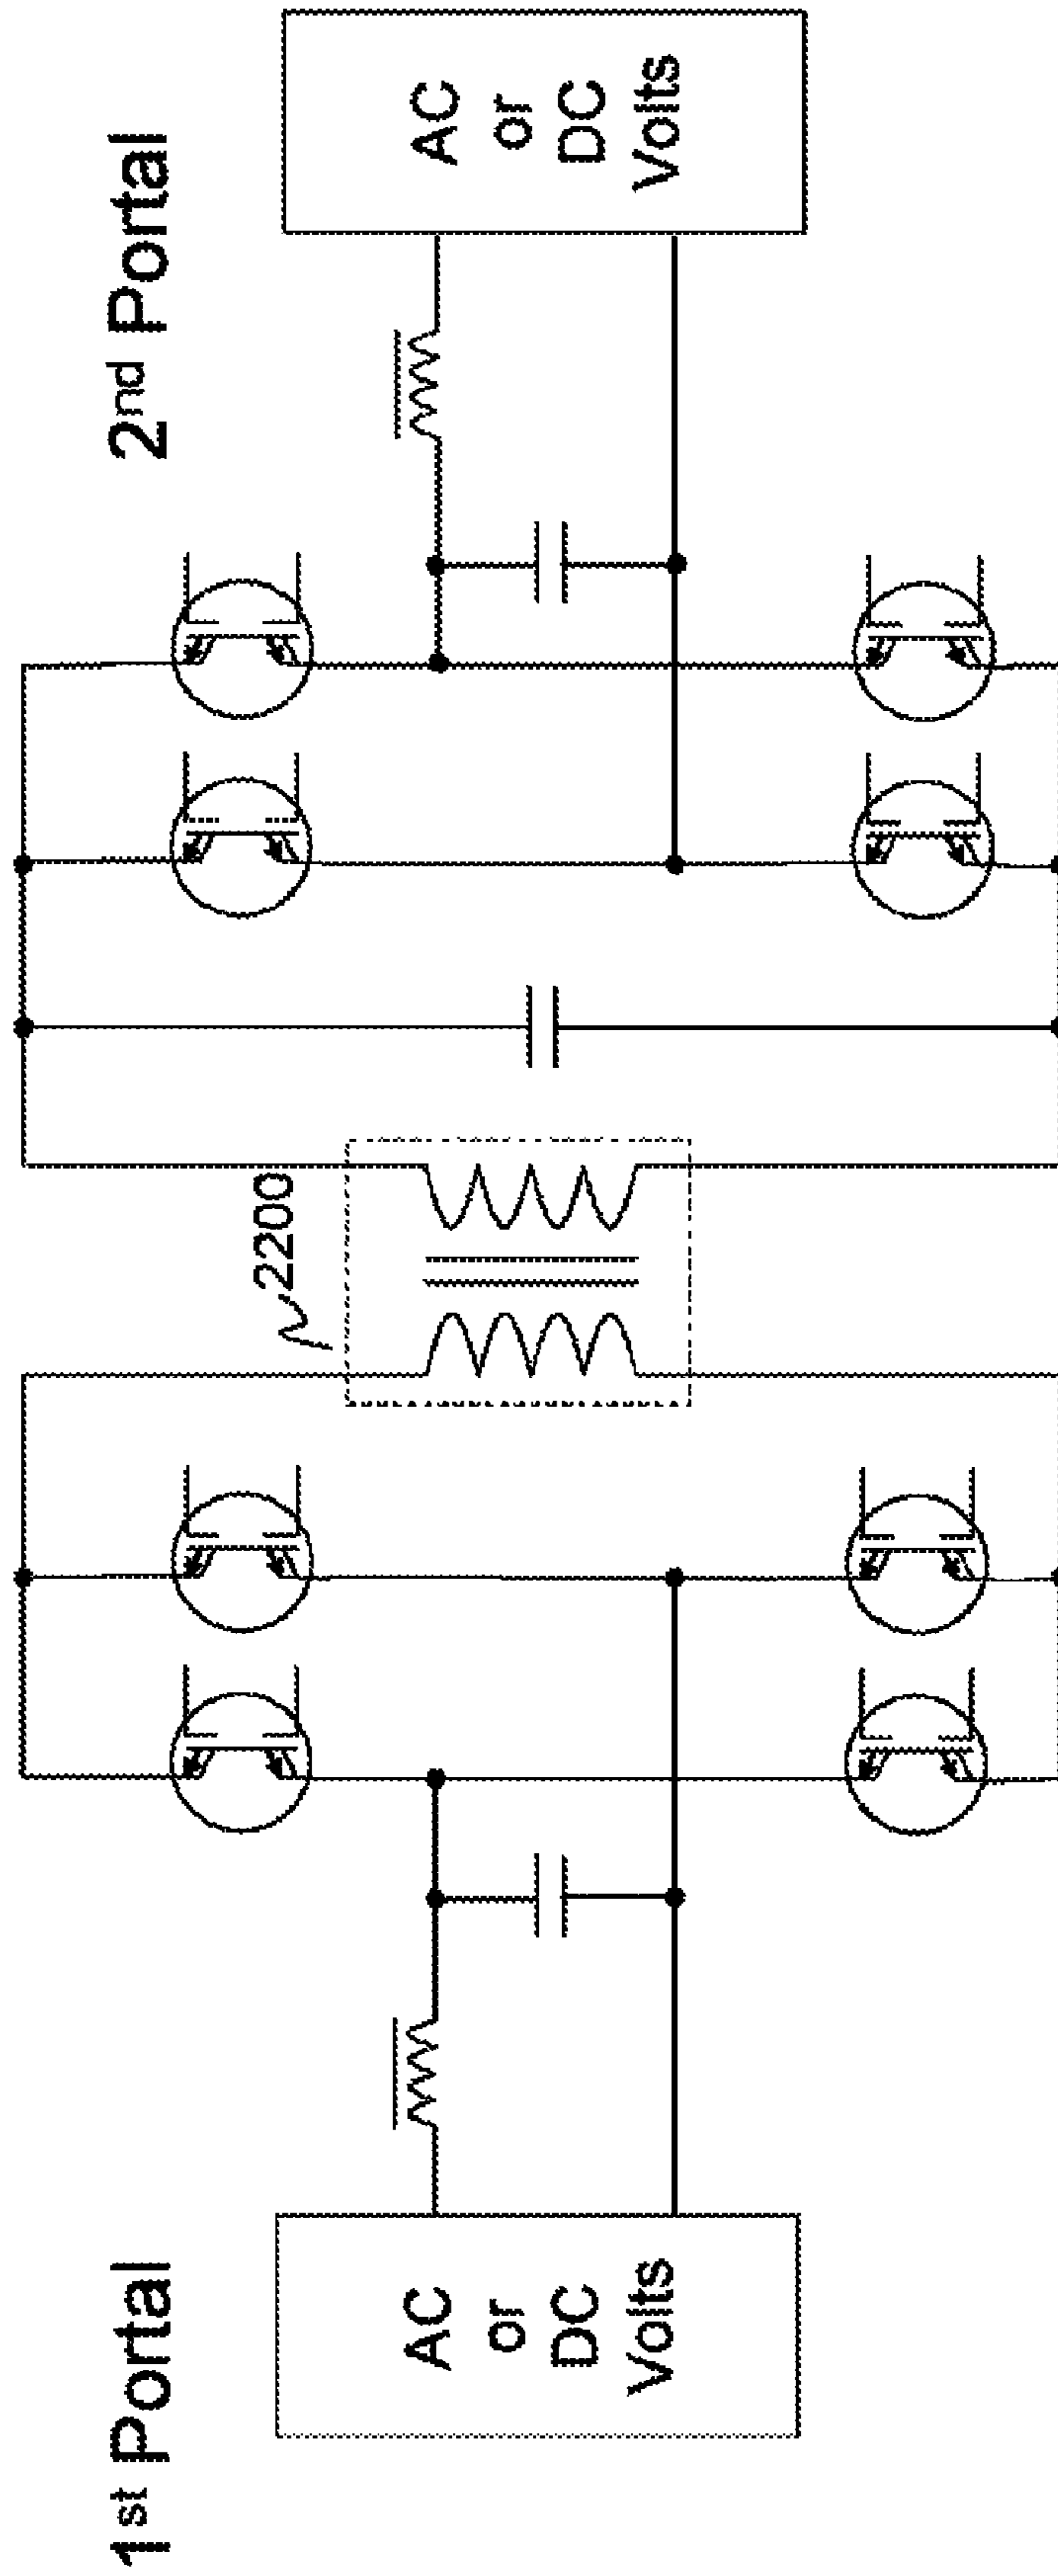 1st Portal
AC
or
DC
Volts
2200
2nd Portal
AC
or
DC
Volts